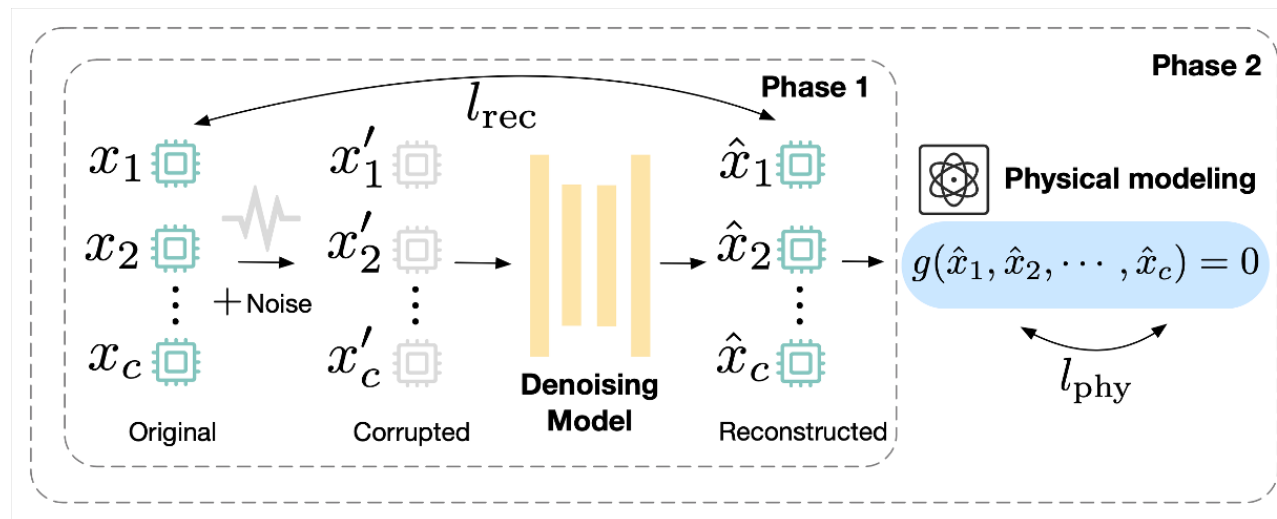 Phase 2
Phase 1
l_rec
x_1
x'_1
x̂_1
Physical modeling
x_2
x'_2
x̂_2
g(x̂_1, x̂_2, ⋯ , x̂_c) = 0
+ Noise
x_c
x'_c
x̂_c
l_phy
Denoising
Model
Original
Corrupted
Reconstructed